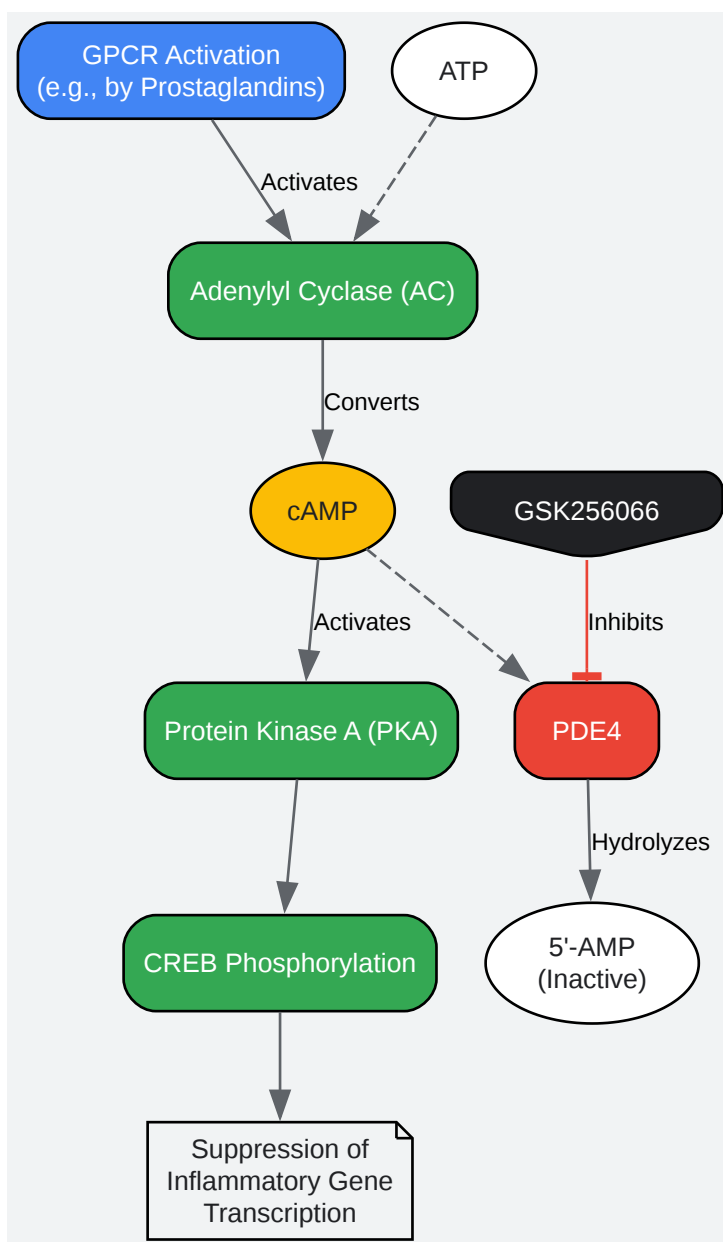 GPCR Activation
(e.g., by Prostaglandins)
ATP
Activates
Adenylyl Cyclase (AC)
Converts
cAMP
GSK256066
Activates
Inhibits
Protein Kinase A (PKA)
PDE4
Hydrolyzes
CREB Phosphorylation
5'-AMP
(Inactive)
Suppression of
Inflammatory Gene
Transcription